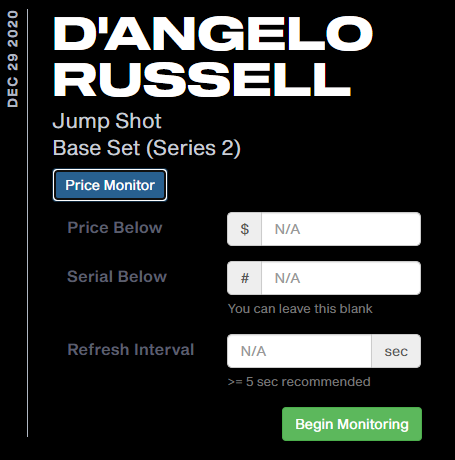 DEC 29 2020
D'ANGELO
RUSSELL
Jump Shot
Base Set (Series 2)
Price Monitor
Price Below
$ N/A
Serial Below
# N/A
You can leave this blank
Refresh Interval
N/A sec
>= 5 sec recommended
Begin Monitoring